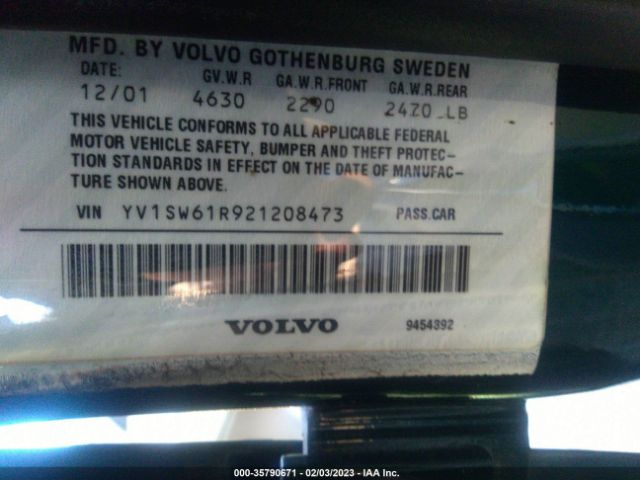 MFD. BY VOLVO GOTHENBURG SWEDEN
DATE: GV.W.R GA.W.R.FRONT GA.W.R.REAR
12/01 4630 2290 2420 LB
THIS VEHICLE CONFORMS TO ALL APPLICABLE FEDERAL
MOTOR VEHICLE SAFETY, BUMPER AND THEFT PROTEC-
TION STANDARDS IN EFFECT ON THE DATE OF MANUFAC-
TURE SHOWN ABOVE.
VIN YV1SW61R921208473 PASS.CAR
VOLVO 9454392
000-35790671 - 02/03/2023 - IAA Inc.